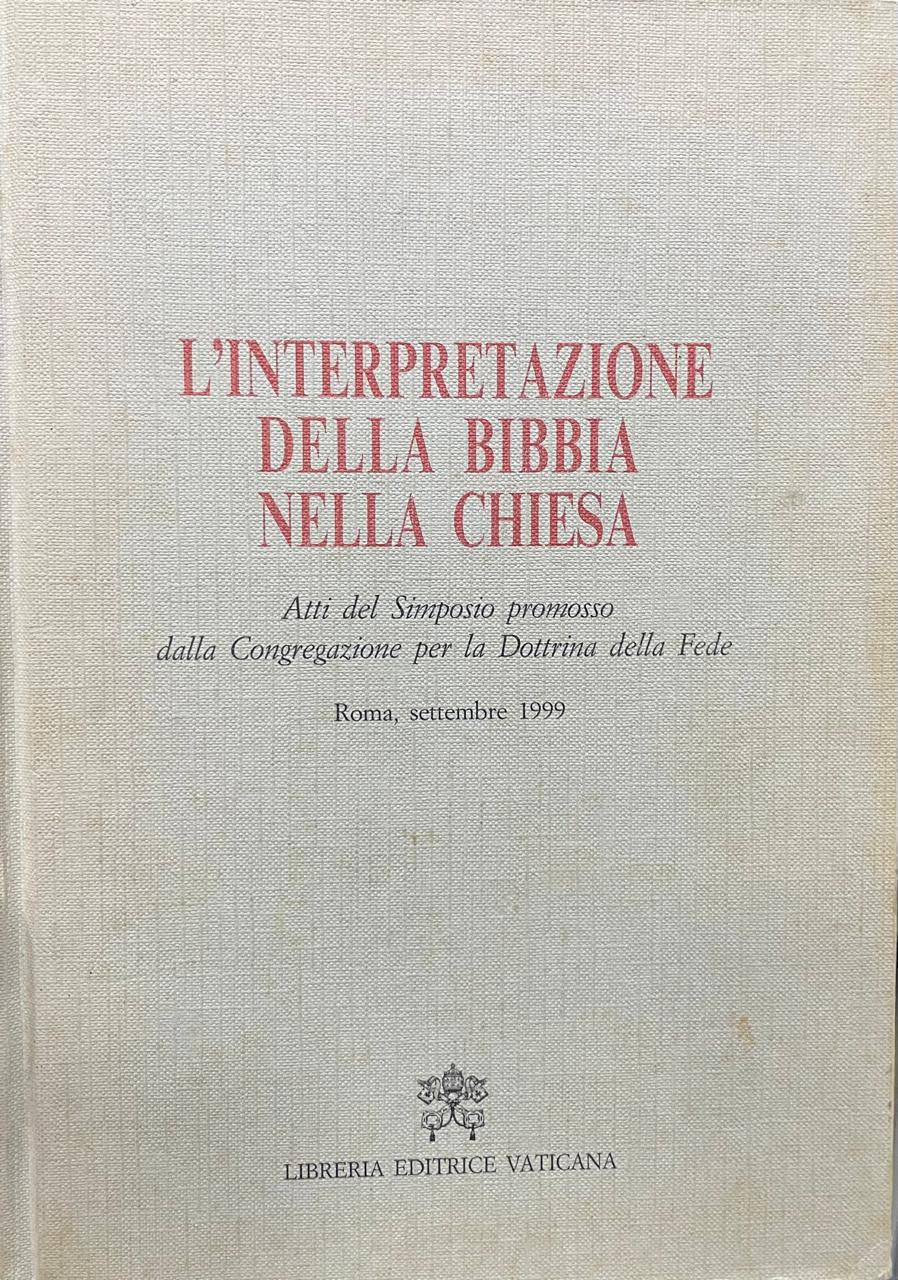 L'INTERPRETAZIONE
DELLA BIBBIA
NELLA CHIESA
Atti del Simposio promosso
dalla Congregazione per la Dottrina della Fede
Roma, settembre 1999
LIBRERIA EDITRICE VATICANA